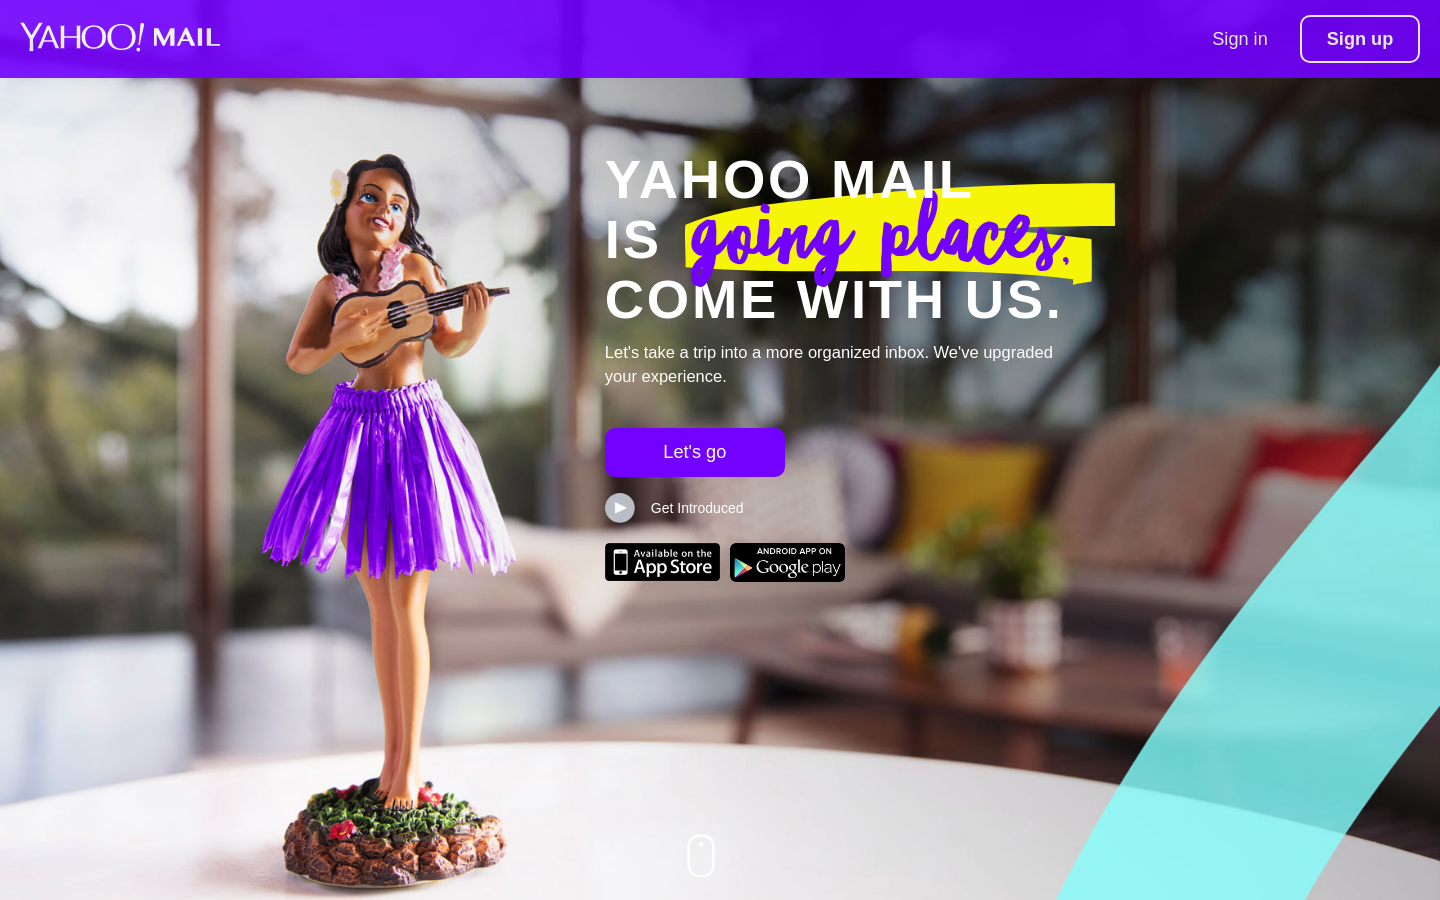 YAHOO! MAIL
Sign in
Sign up
YAHOO MAIL
IS going places,
COME WITH US.
Let's take a trip into a more organized inbox. We've upgraded
your experience.
Let's go
Get Introduced
Available on the
App Store
ANDROID APP ON
Google play